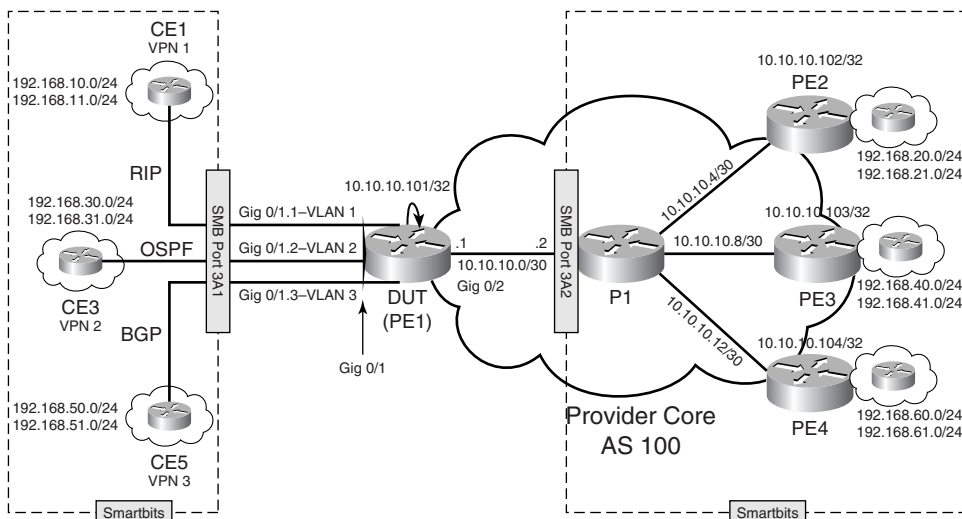 CE1
VPN 1
192.168.10.0/24
192.168.11.0/24
RIP
192.168.30.0/24
192.168.31.0/24
OSPF
CE3
VPN 2
BGP
192.168.50.0/24
192.168.51.0/24
CE5
VPN 3
Smartbits
SMB Port 3A1
Gig 0/1.1–VLAN 1
Gig 0/1.2–VLAN 2
Gig 0/1.3–VLAN 3
Gig 0/1
10.10.10.101/32
DUT
(PE1)
.1
.2
10.10.10.0/30
Gig 0/2
SMB Port 3A2
P1
10.10.10.4/30
10.10.10.8/30
10.10.10.12/30
10.10.10.102/32
PE2
192.168.20.0/24
192.168.21.0/24
10.10.10.103/32
PE3
192.168.40.0/24
192.168.41.0/24
10.10.10.104/32
PE4
192.168.60.0/24
192.168.61.0/24
Provider Core
AS 100
Smartbits